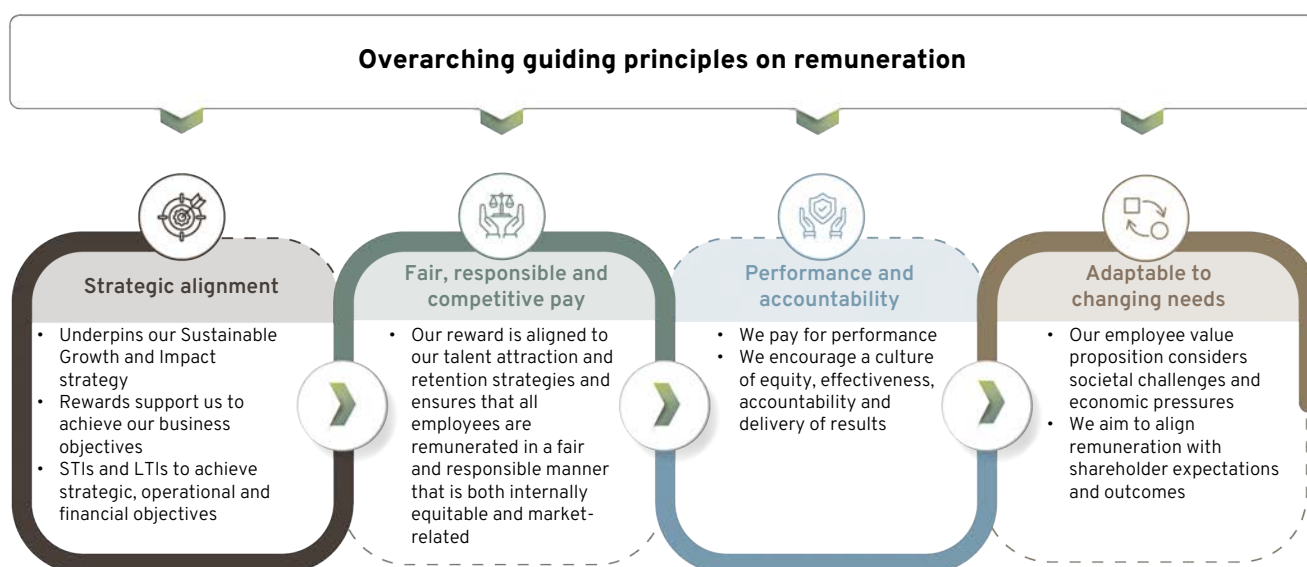 Overarching guiding principles on remuneration
Strategic alignment
• Underpins our Sustainable
Growth and Impact
strategy
• Rewards support us to
achieve our business
objectives
• STIs and LTIs to achieve
strategic, operational and
financial objectives
Fair, responsible and
competitive pay
• Our reward is aligned to
our talent attraction and
retention strategies and
ensures that all
employees are
remunerated in a fair
and responsible manner
that is both internally
equitable and market-
related
Performance and
accountability
• We pay for performance
• We encourage a culture
of equity, effectiveness,
accountability and
delivery of results
Adaptable to
changing needs
• Our employee value
proposition considers
societal challenges and
economic pressures
• We aim to align
remuneration with
shareholder expectations
and outcomes